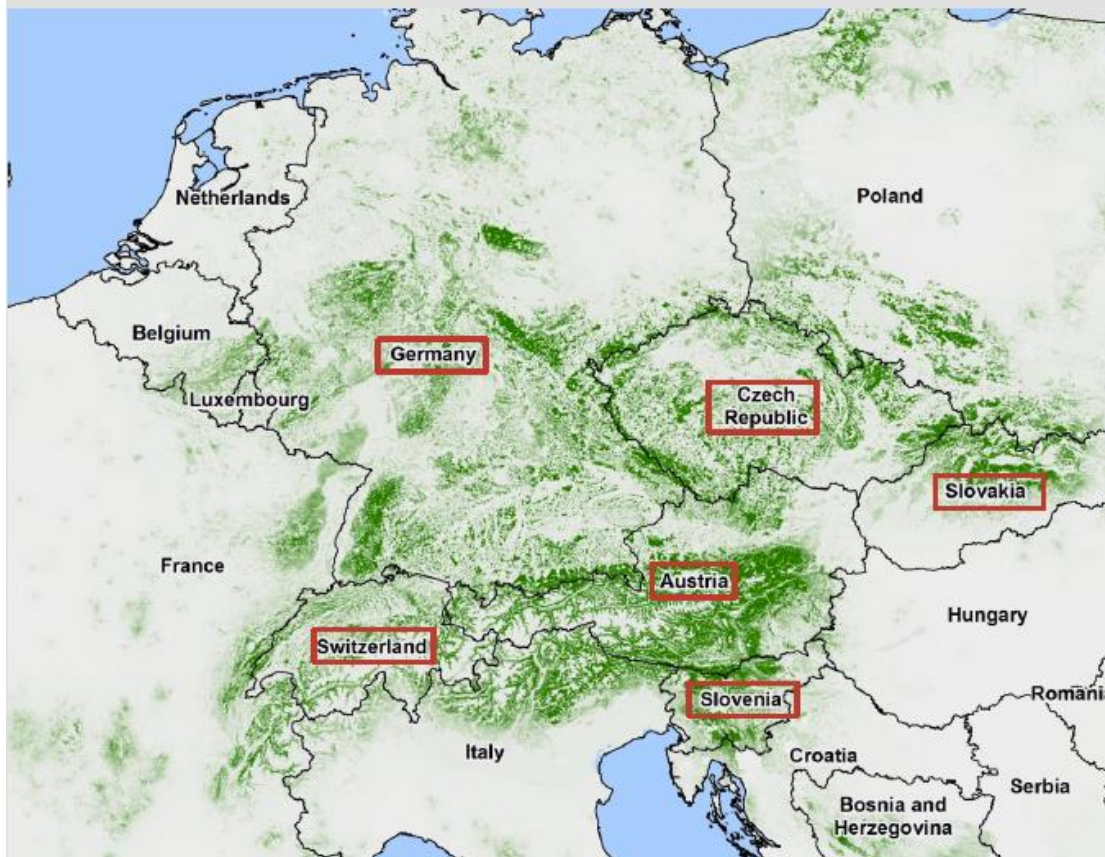 Netherlands
Poland
Belgium
Germany
Luxembourg
Czech
Republic
Slovakia
France
Austria
Hungary
Switzerland
Slovenia
Romania
Italy
Croatia
Serbia
Bosnia and
Herzegovina